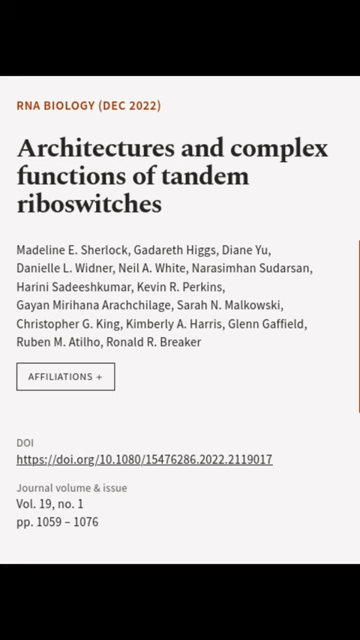 RNA BIOLOGY (DEC 2022)
Architectures and complex
functions of tandem
riboswitches
Madeline E. Sherlock, Gadareth Higgs, Diane Yu,
Danielle L. Widner, Neil A. White, Narasimhan Sudarsan,
Harini Sadeeshkumar, Kevin R. Perkins,
Gayan Mirihana Arachchilage, Sarah N. Malkowski,
Christopher G. King, Kimberly A. Harris, Glenn Gaffield,
Ruben M. Atilho, Ronald R. Breaker
AFFILIATIONS +
DOI
https://doi.org/10.1080/15476286.2022.2119017
Journal volume & issue
Vol. 19, no. 1
pp. 1059 – 1076